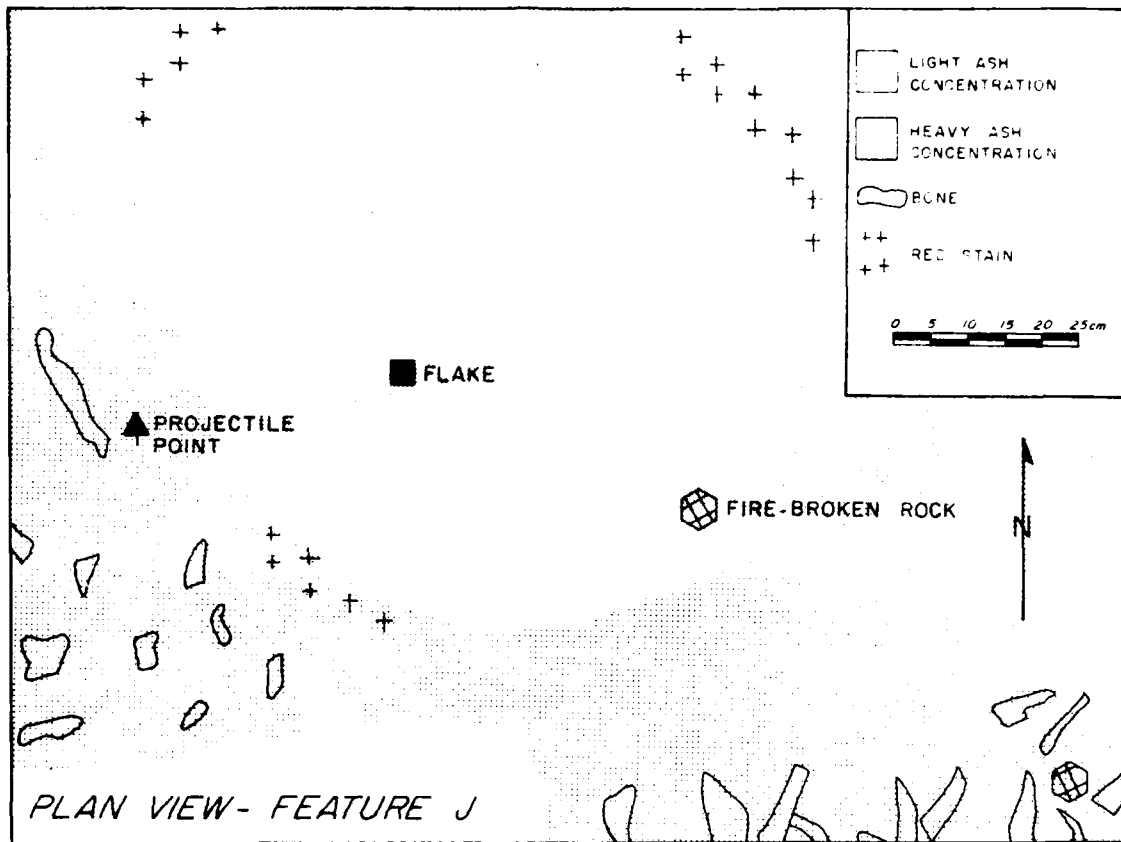 LIGHT ASH
CONCENTRATION
HEAVY ASH
CONCENTRATION
BONE
RED STAIN
0 5 10 15 20 25cm
FLAKE
PROJECTILE
POINT
FIRE-BROKEN ROCK
N
PLAN VIEW- FEATURE J